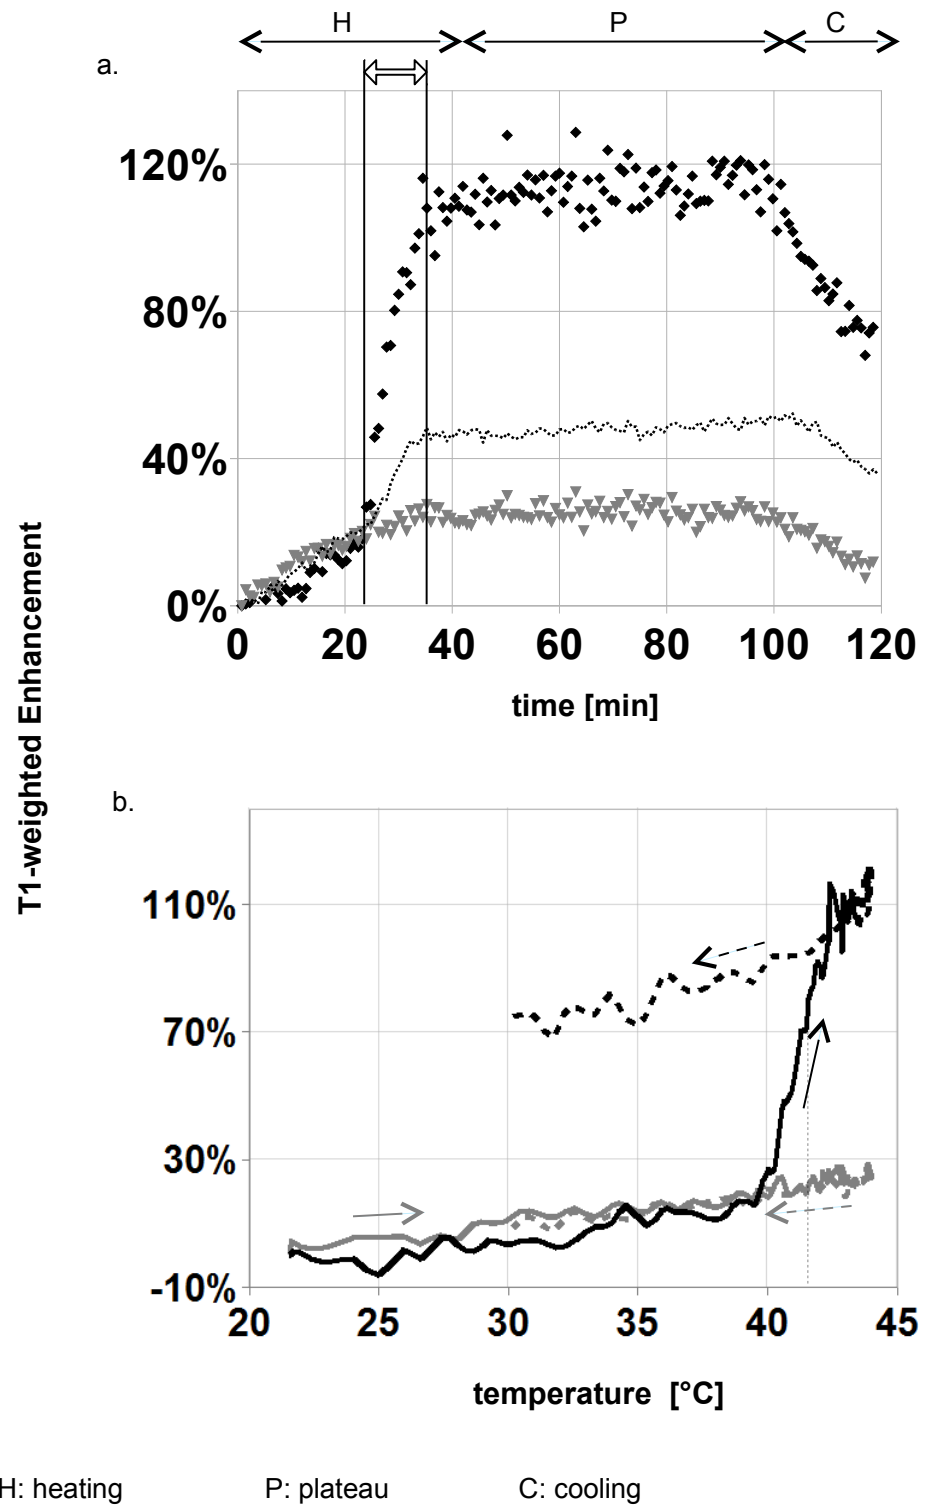 H P C
a.
120%
80%
40%
0%
0 20 40 60 80 100 120
time [min]
T1-weighted Enhancement
b.
110%
70%
30%
-10%
20 25 30 35 40 45
temperature [°C]
H: heating P: plateau C: cooling